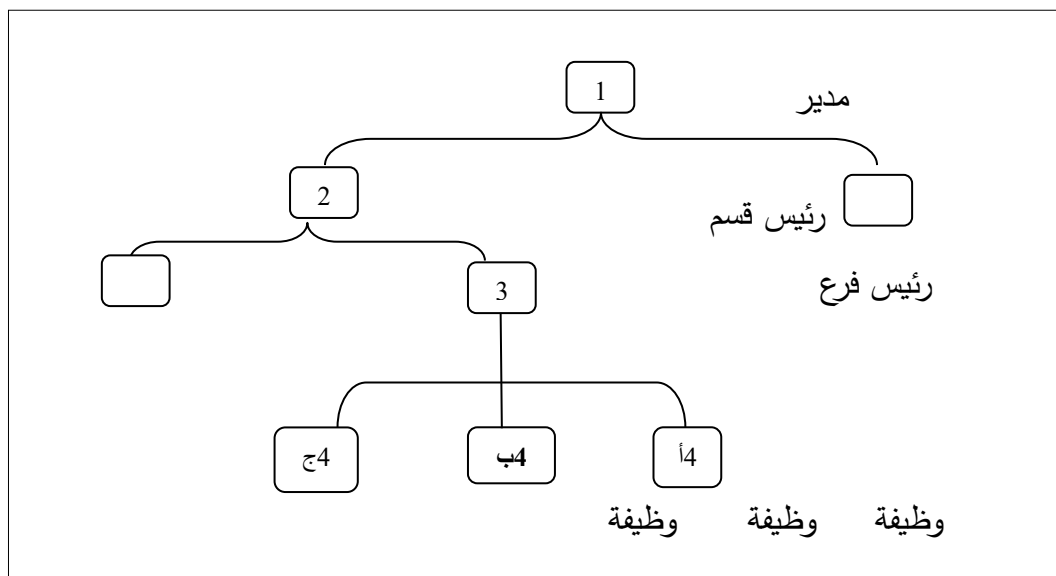 مدير
1
2
رئيس قسم
رئيس فرع
3
4أ
4ب
4ج
وظيفة وظيفة وظيفة